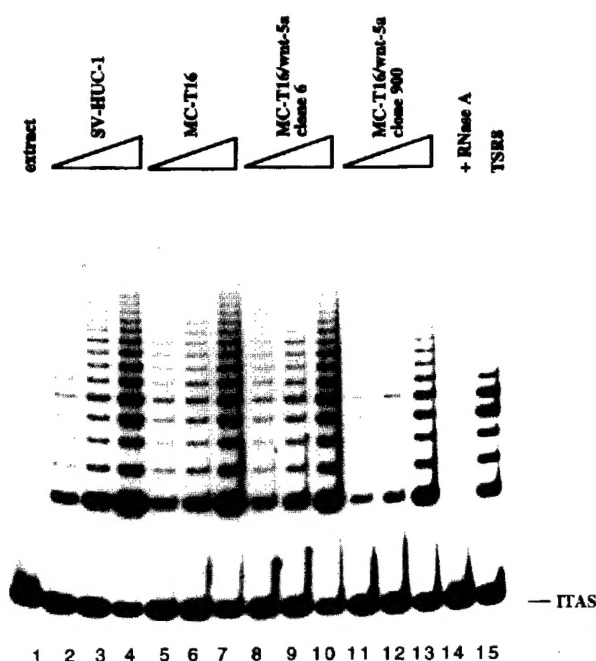 extract
SV-HUC-1
MC-T16
MC-T16/wnt-5a
clone 6
MC-T16/wnt-5a
clone 900
+ RNase A
TSR8
— ITAS
1 2 3 4 5 6 7 8 9 10 11 12 13 14 15